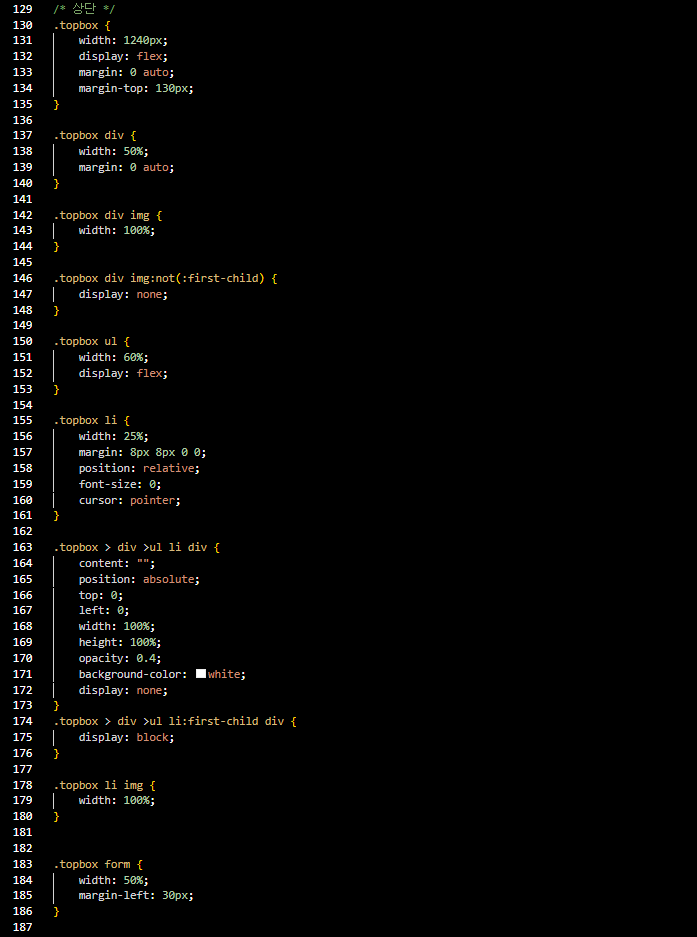 129 /* 상단 */
130 .topbox {
131     width: 1240px;
132     display: flex;
133     margin: 0 auto;
134     margin-top: 130px;
135 }
136
137 .topbox div {
138     width: 50%;
139     margin: 0 auto;
140 }
141
142 .topbox div img {
143     width: 100%;
144 }
145
146 .topbox div img:not(:first-child) {
147     display: none;
148 }
149
150 .topbox ul {
151     width: 60%;
152     display: flex;
153 }
154
155 .topbox li {
156     width: 25%;
157     margin: 8px 8px 0 0;
158     position: relative;
159     font-size: 0;
160     cursor: pointer;
161 }
162
163 .topbox > div >ul li div {
164     content: "";
165     position: absolute;
166     top: 0;
167     left: 0;
168     width: 100%;
169     height: 100%;
170     opacity: 0.4;
171     background-color: white;
172     display: none;
173 }
174 .topbox > div >ul li:first-child div {
175     display: block;
176 }
177
178 .topbox li img {
179     width: 100%;
180 }
181
182
183 .topbox form {
184     width: 50%;
185     margin-left: 30px;
186 }
187